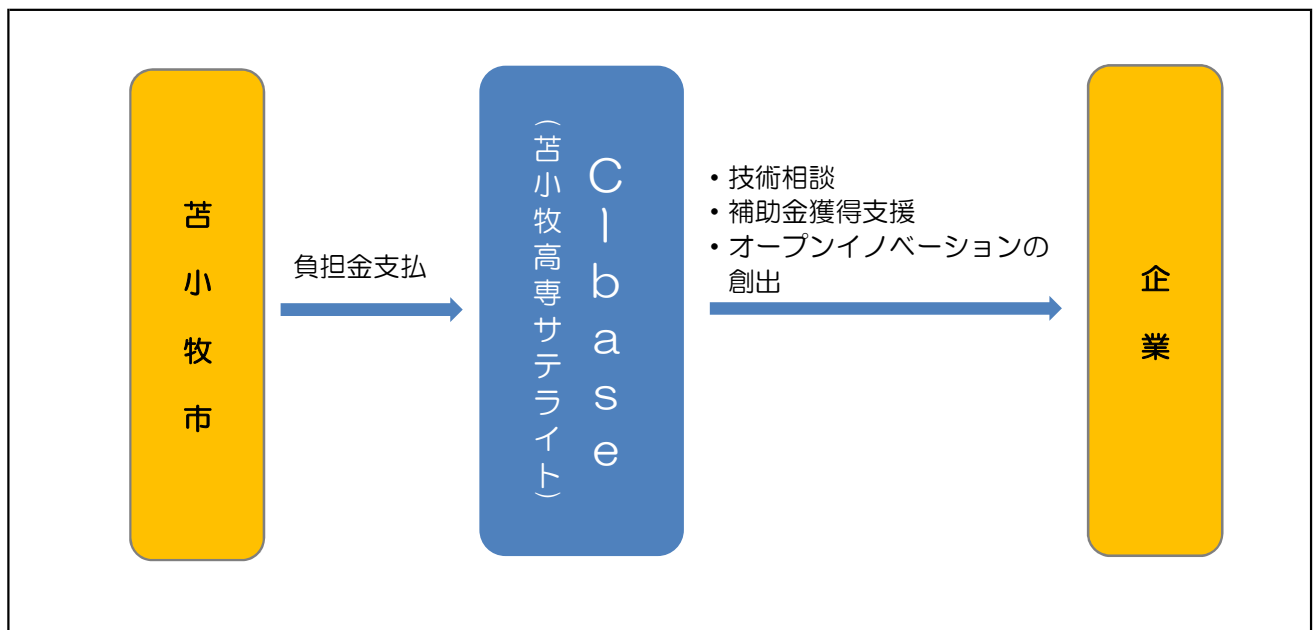 苫小牧市
負担金支払
C-base
(苫小牧高専サテライト)
・技術相談
・補助金獲得支援
・オープンイノベーションの
創出
企業